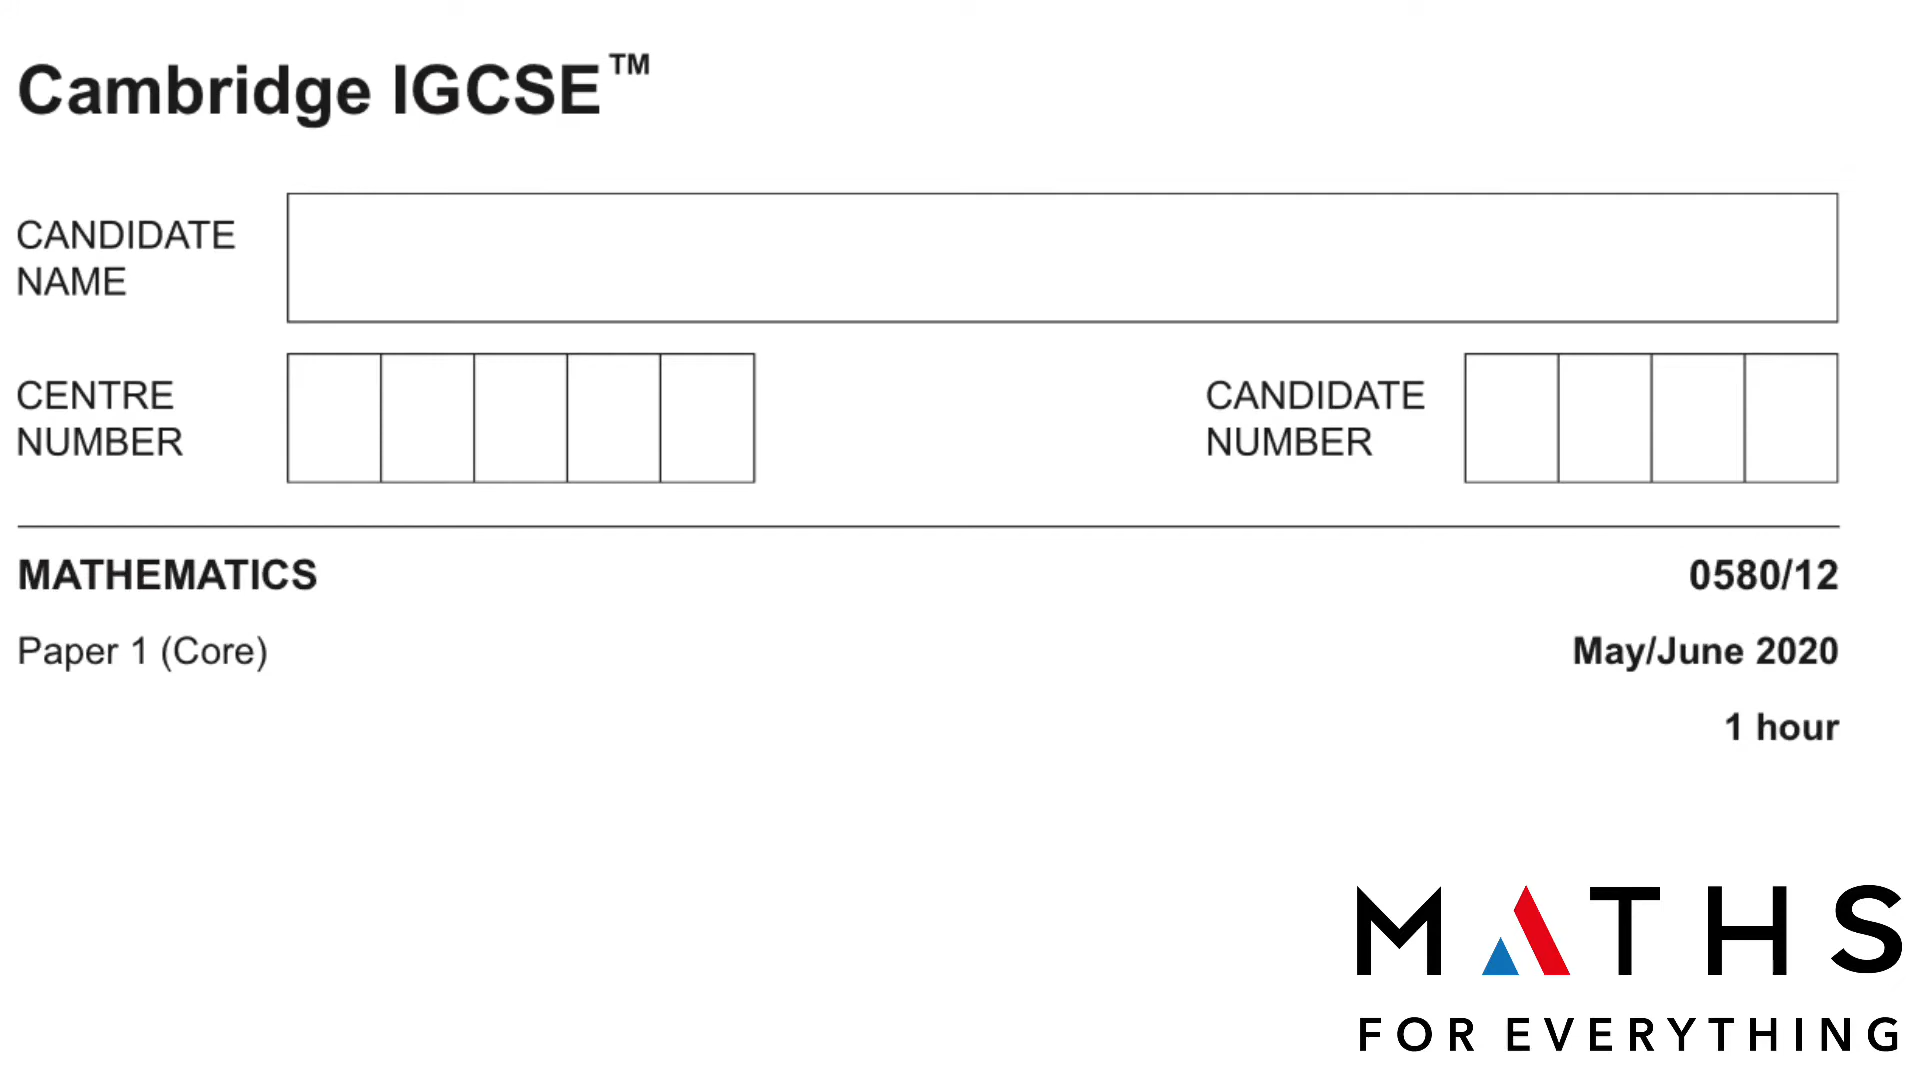 Cambridge IGCSE™
CANDIDATE
NAME
CENTRE
NUMBER
CANDIDATE
NUMBER
MATHEMATICS
0580/12
Paper 1 (Core)
May/June 2020
1 hour
MATHS
FOR EVERYTHING